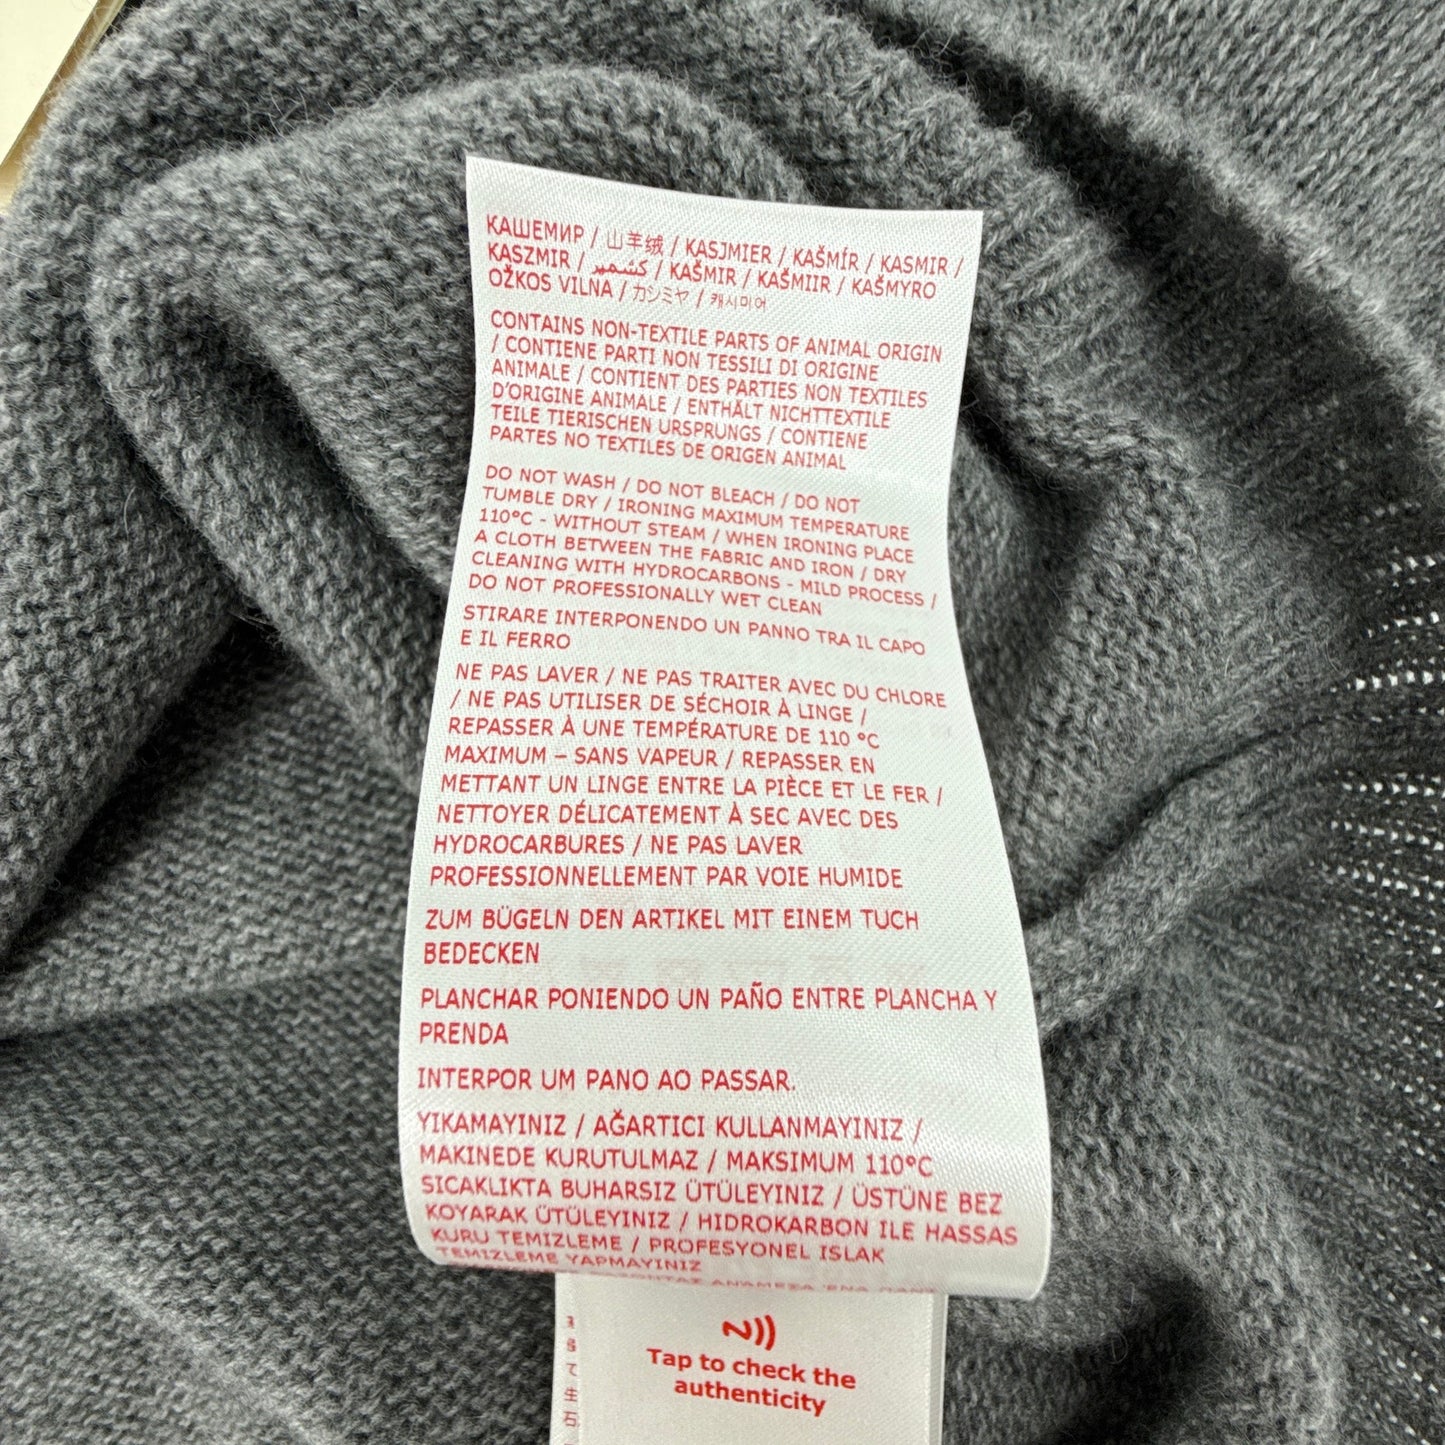 КАШЕМИР / 山羊绒 / KASJMIER / KAŠMÍR / KASMIR /
KASZMIR / كشمير / KAŠMIR / KAŠMIIR / KAŠMYRO
OŽKOS VILNA / カシミヤ / 캐시미어
CONTAINS NON-TEXTILE PARTS OF ANIMAL ORIGIN
/ CONTIENE PARTI NON TESSILI DI ORIGINE
ANIMALE / CONTIENT DES PARTIES NON TEXTILES
D'ORIGINE ANIMALE / ENTHÄLT NICHTTEXTILE
TEILE TIERISCHEN URSPRUNGS / CONTIENE
PARTES NO TEXTILES DE ORIGEN ANIMAL
DO NOT WASH / DO NOT BLEACH / DO NOT
TUMBLE DRY / IRONING MAXIMUM TEMPERATURE
110°C - WITHOUT STEAM / WHEN IRONING PLACE
A CLOTH BETWEEN THE FABRIC AND IRON / DRY
CLEANING WITH HYDROCARBONS - MILD PROCESS /
DO NOT PROFESSIONALLY WET CLEAN
STIRARE INTERPONENDO UN PANNO TRA IL CAPO
E IL FERRO
NE PAS LAVER / NE PAS TRAITER AVEC DU CHLORE
/ NE PAS UTILISER DE SÉCHOIR À LINGE /
REPASSER À UNE TEMPÉRATURE DE 110 °C
MAXIMUM – SANS VAPEUR / REPASSER EN
METTANT UN LINGE ENTRE LA PIÈCE ET LE FER /
NETTOYER DÉLICATEMENT À SEC AVEC DES
HYDROCARBURES / NE PAS LAVER
PROFESSIONNELLEMENT PAR VOIE HUMIDE
ZUM BÜGELN DEN ARTIKEL MIT EINEM TUCH
BEDECKEN
PLANCHAR PONIENDO UN PAÑO ENTRE PLANCHA Y
PRENDA
INTERPOR UM PANO AO PASSAR.
YIKAMAYINIZ / AĞARTICI KULLANMAYINIZ /
MAKINEDE KURUTULMAZ / MAKSIMUM 110°C
SICAKLIKTA BUHARSIZ ÜTÜLEYINIZ / ÜSTÜNE BEZ
KOYARAK ÜTÜLEYINIZ / HIDROKARBON ILE HASSAS
KURU TEMIZLEME / PROFESYONEL ISLAK
TEMIZLEME YAPMAYINIZ
Tap to check the
authenticity